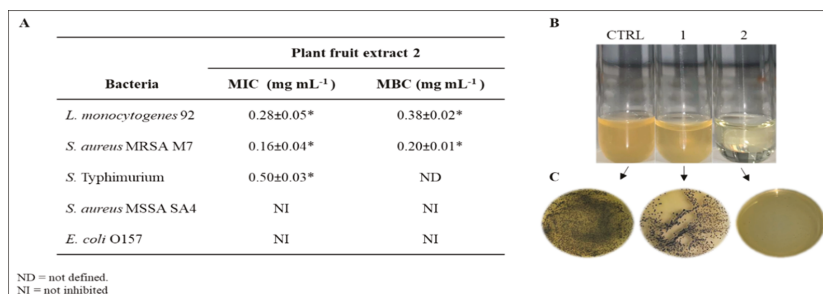 A
Plant fruit extract 2
Bacteria MIC (mg mL⁻¹) MBC (mg mL⁻¹)
L. monocytogenes 92 0.28±0.05* 0.38±0.02*
S. aureus MRSA M7 0.16±0.04* 0.20±0.01*
S. Typhimurium 0.50±0.03* ND
S. aureus MSSA SA4 NI NI
E. coli O157 NI NI
ND = not defined.
NI = not inhibited
B
CTRL 1 2
C